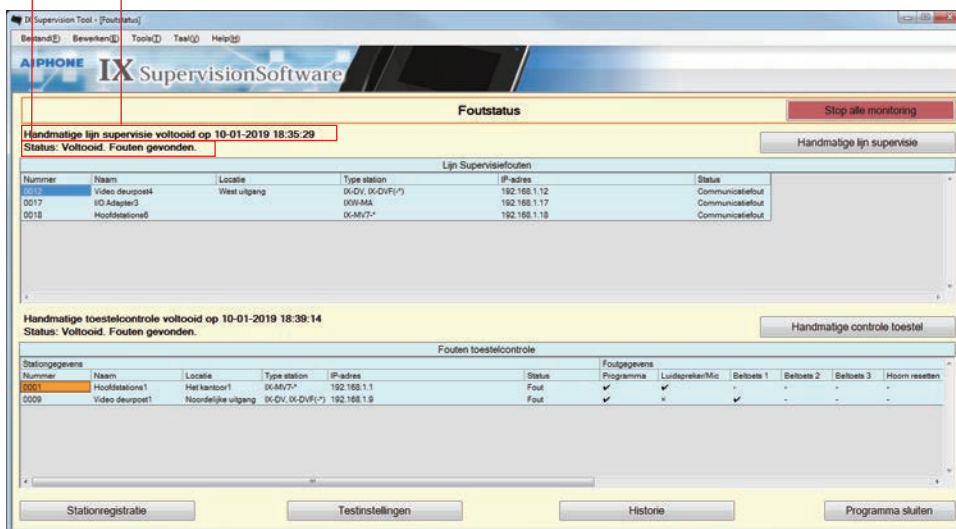 IX Supervision Tool - [Foutstatus]
Bestand(F) Bewerken(E) Tools(T) Taal(V) Help(H)
AIPHONE IX SupervisionSoftware
Foutstatus
Stop alle monitoring
Handmatige lijn supervisie voltooid op 10-01-2019 18:35:29
Status: Voltooid. Fouten gevonden.
Handmatige lijn supervisie
Lijn Supervisiefouten
Nummer Naam Locatie Type station IP-adres Status
0012 Video deurpost4 West uitgang IX-DV, IX-DVF(-*) 192.168.1.12 Communicatiefout
0017 I/O Adapter3 IXW-MA 192.168.1.17 Communicatiefout
0018 Hoofdstations6 IX-MV7-* 192.168.1.18 Communicatiefout
Handmatige toestelcontrole voltooid op 10-01-2019 18:39:14
Status: Voltooid. Fouten gevonden.
Handmatige controle toestel
Fouten toestelcontrole
Stationgegevens Foutgegevens
Nummer Naam Locatie Type station IP-adres Status Programma Luidspreker/Mic Beltoets 1 Beltoets 2 Beltoets 3 Hoorn resetten
0001 Hoofdstations1 Het kantoor1 IX-MV7-* 192.168.1.1 Fout ✔ ✔ - - - -
0009 Video deurpost1 Noordelijke uitgang IX-DV, IX-DVF(-*) 192.168.1.9 Fout ✔ × ✔ - - -
Stationregistratie Testinstellingen Historie Programma sluiten